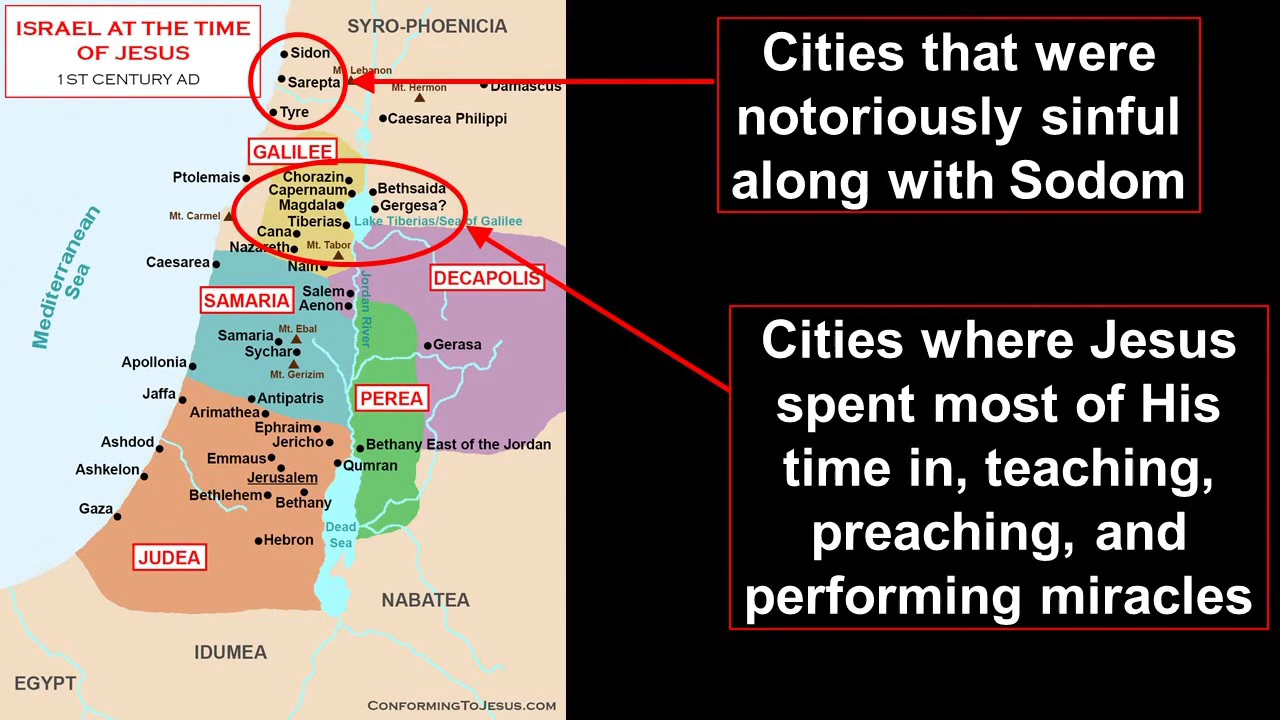 ISRAEL AT THE TIME
OF JESUS
1ST CENTURY AD
SYRO-PHOENICIA
Sidon
Mt. Lebanon
Sarepta
Mt. Hermon
Damascus
Tyre
Caesarea Philippi
GALILEE
Ptolemais
Chorazin
Capernaum
Bethsaida
Magdala
Gergesa?
Mt. Carmel
Tiberias
Lake Tiberias/Sea of Galilee
Cana
Nazareth
Mt. Tabor
Caesarea
Nain
Mediterranean
Sea
DECAPOLIS
Jordan River
SAMARIA
Salem
Aenon
Samaria
Mt. Ebal
Sychar
Gerasa
Apollonia
Mt. Gerizim
Jaffa
Antipatris
PEREA
Arimathea
Ephraim
Ashdod
Jericho
Bethany East of the Jordan
Emmaus
Qumran
Ashkelon
Jerusalem
Bethlehem
Bethany
Gaza
Dead
Sea
Hebron
JUDEA
NABATEA
IDUMEA
EGYPT
CONFORMINGTOJESUS.COM
Cities that were
notoriously sinful
along with Sodom
Cities where Jesus
spent most of His
time in, teaching,
preaching, and
performing miracles